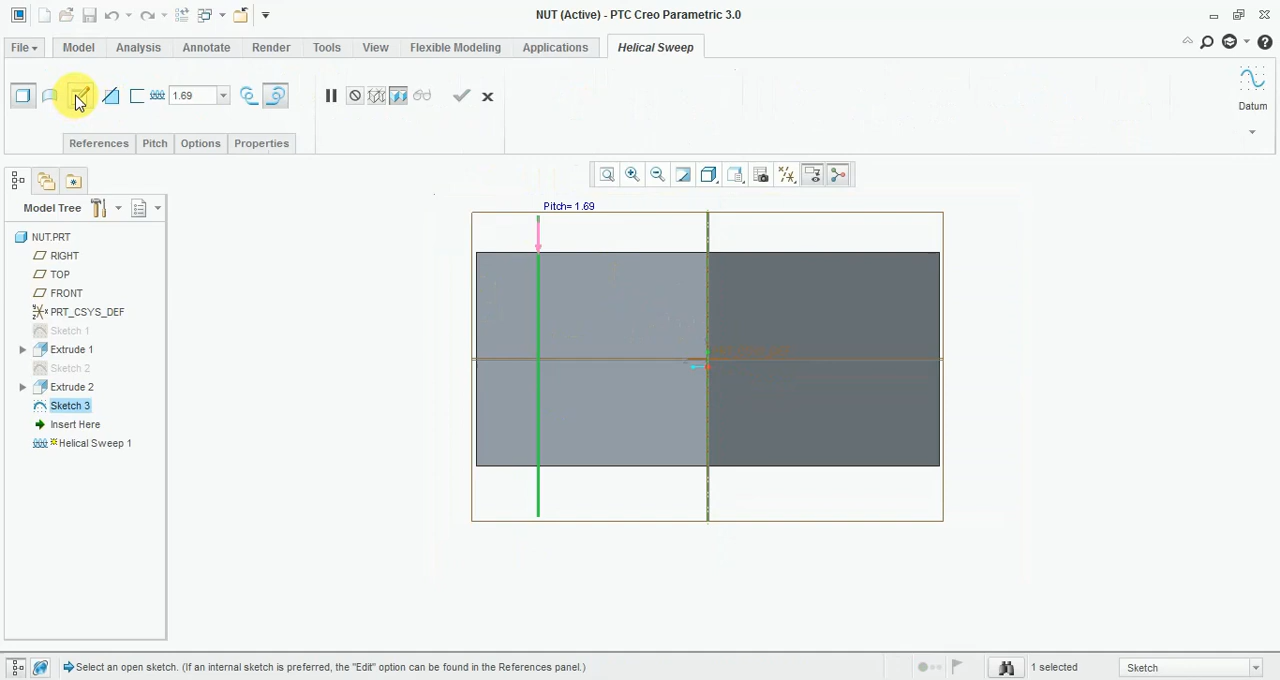 NUT (Active) - PTC Creo Parametric 3.0
File Model Analysis Annotate Render Tools View Flexible Modeling Applications Helical Sweep
1.69
Datum
References Pitch Options Properties
Model Tree
Pitch= 1.69
NUT.PRT
RIGHT
TOP
FRONT
PRT_CSYS_DEF
Sketch 1
Extrude 1
Sketch 2
Extrude 2
Sketch 3
Insert Here
Helical Sweep 1
Select an open sketch. (If an internal sketch is preferred, the "Edit" option can be found in the References panel.)
1 selected
Sketch